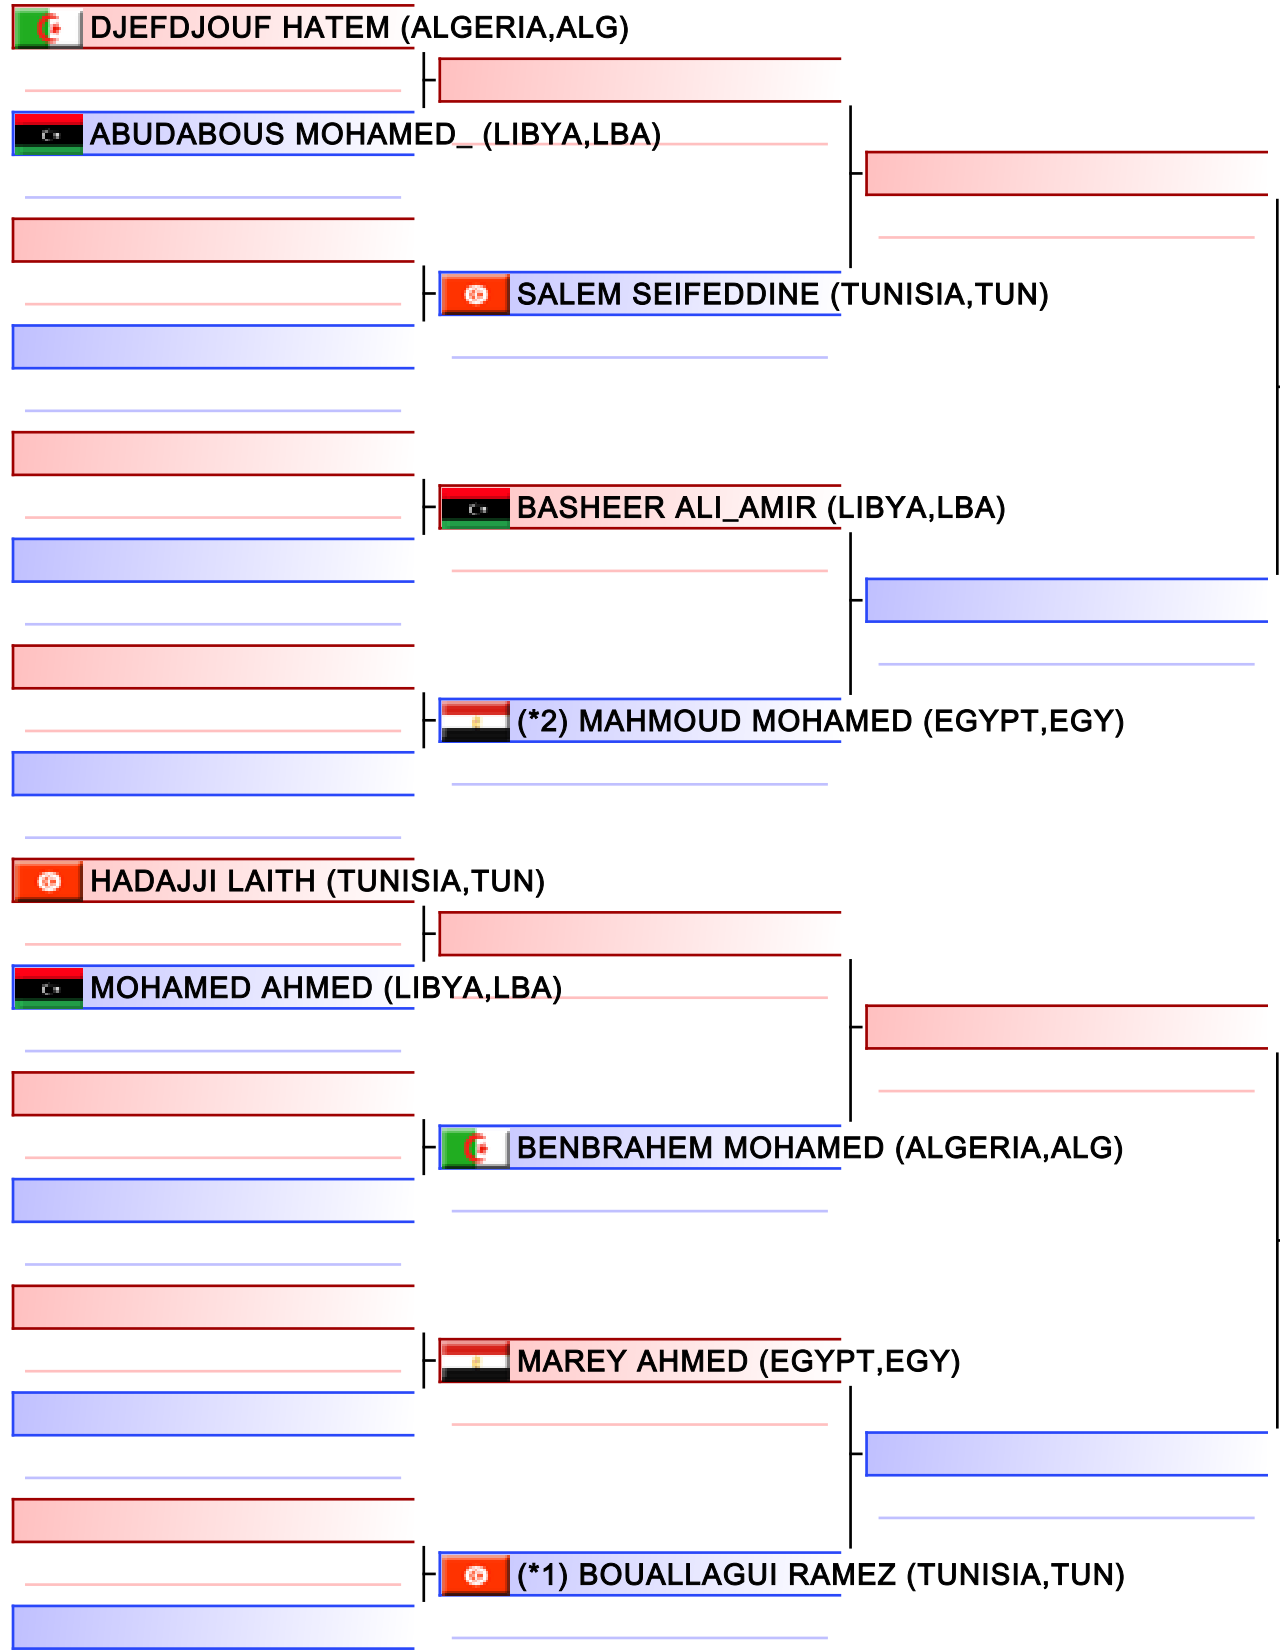 DJEFDJOUF HATEM (ALGERIA,ALG)
ABUDABOUS MOHAMED_ (LIBYA,LBA)
SALEM SEIFEDDINE (TUNISIA,TUN)
BASHEER ALI_AMIR (LIBYA,LBA)
(*2) MAHMOUD MOHAMED (EGYPT,EGY)
HADAJJI LAITH (TUNISIA,TUN)
MOHAMED AHMED (LIBYA,LBA)
BENBRAHEM MOHAMED (ALGERIA,ALG)
MAREY AHMED (EGYPT,EGY)
(*1) BOUALLAGUI RAMEZ (TUNISIA,TUN)